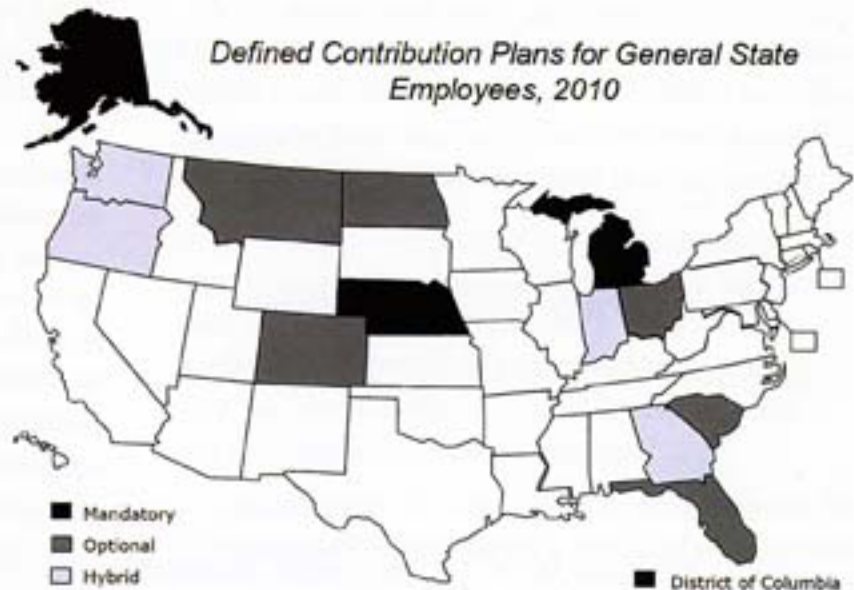 Defined Contribution Plans for General State
Employees, 2010
Mandatory
Optional
Hybrid
District of Columbia